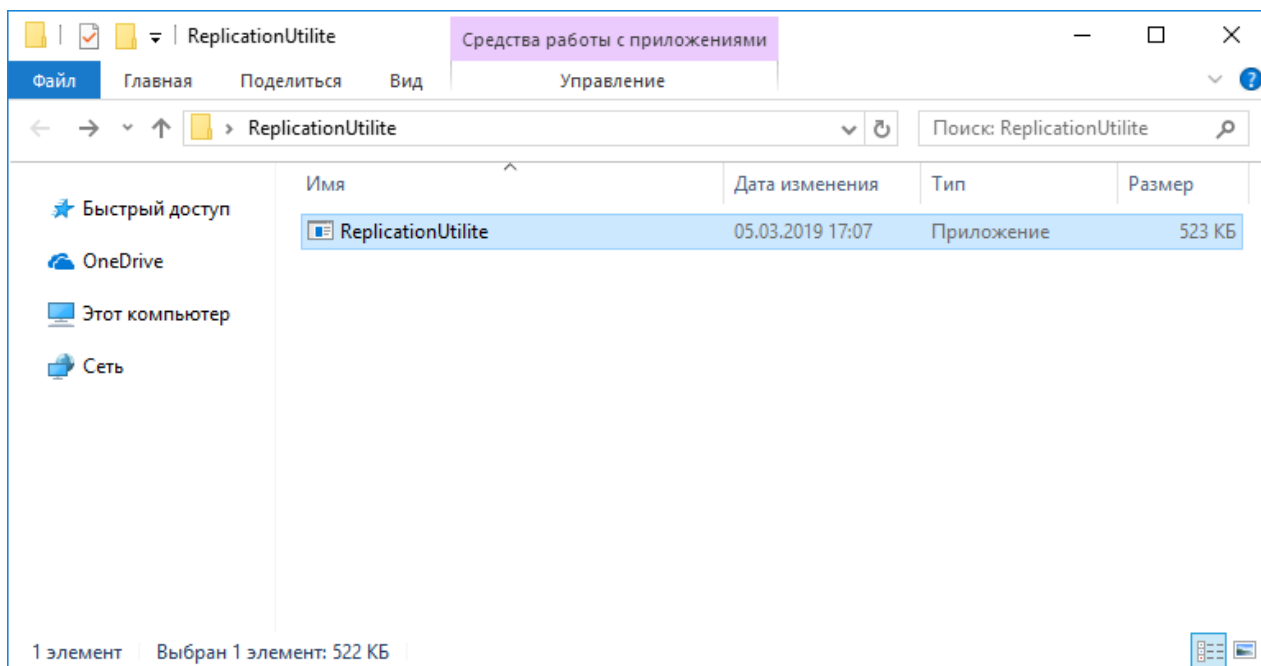 ReplicationUtilite
Средства работы с приложениями
Файл Главная Поделиться Вид Управление
ReplicationUtilite
Поиск: ReplicationUtilite
Имя Дата изменения Тип Размер
Быстрый доступ
ReplicationUtilite 05.03.2019 17:07 Приложение 523 КБ
OneDrive
Этот компьютер
Сеть
1 элемент Выбран 1 элемент: 522 КБ